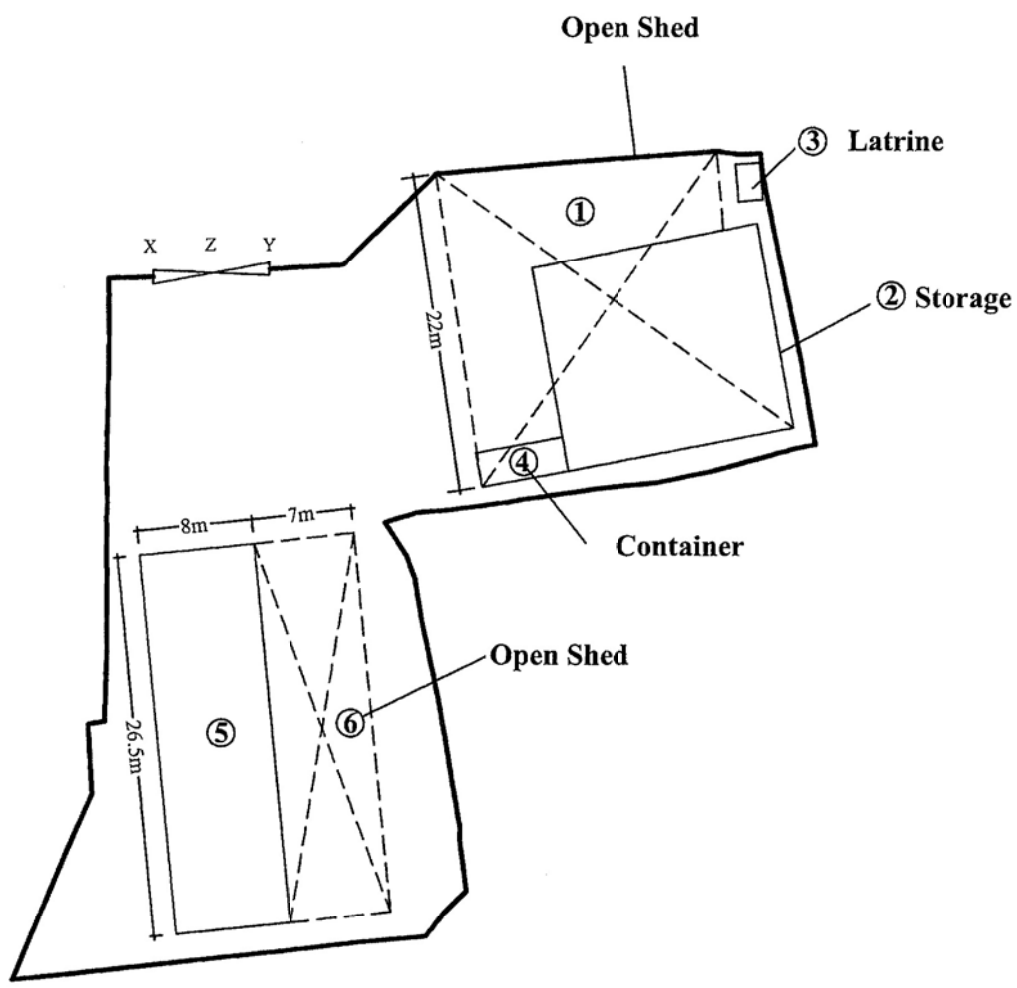 Open Shed
③ Latrine
①
X Z Y
② Storage
22m
④
8m 7m
Container
Open Shed
⑤
⑥
26.5m